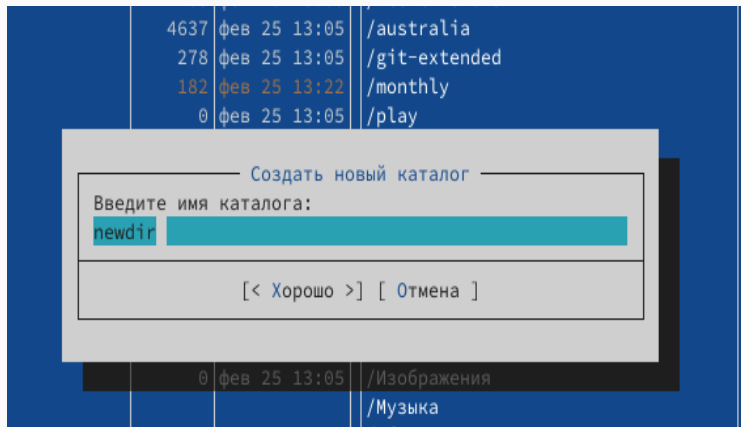 4637 фев 25 13:05 /australia
278 фев 25 13:05 /git-extended
182 фев 25 13:22 /monthly
0 фев 25 13:05 /play
Создать новый каталог
Введите имя каталога:
newdir
[< Хорошо >] [ Отмена ]
0 фев 25 13:05 /Изображения
/Музыка